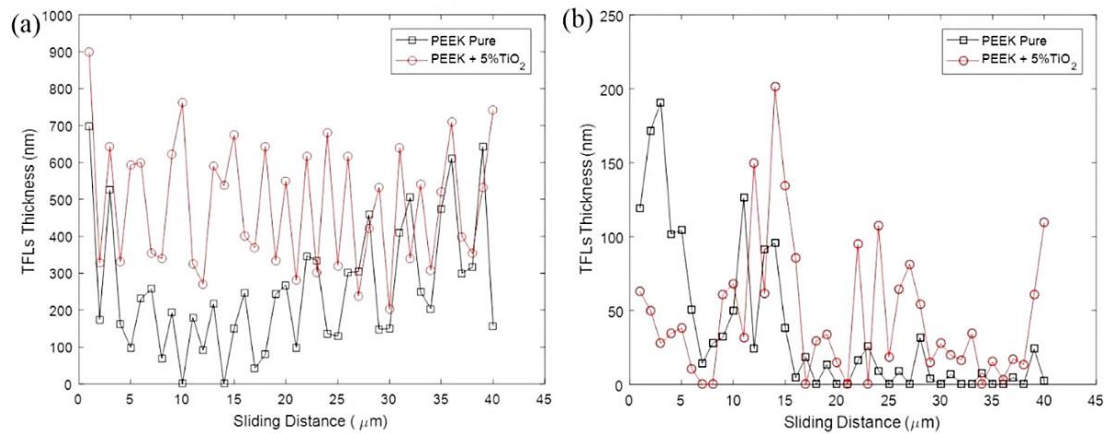 (a)
1000
900
800
700
600
500
400
300
200
100
0
TFLs Thickness (nm)
PEEK Pure
PEEK + 5%TiO2
0 5 10 15 20 25 30 35 40 45
Sliding Distance ( μm)
(b)
250
200
150
100
50
0
TFLs Thickness (nm)
PEEK Pure
PEEK + 5%TiO2
0 5 10 15 20 25 30 35 40 45
Sliding Distance (μm)